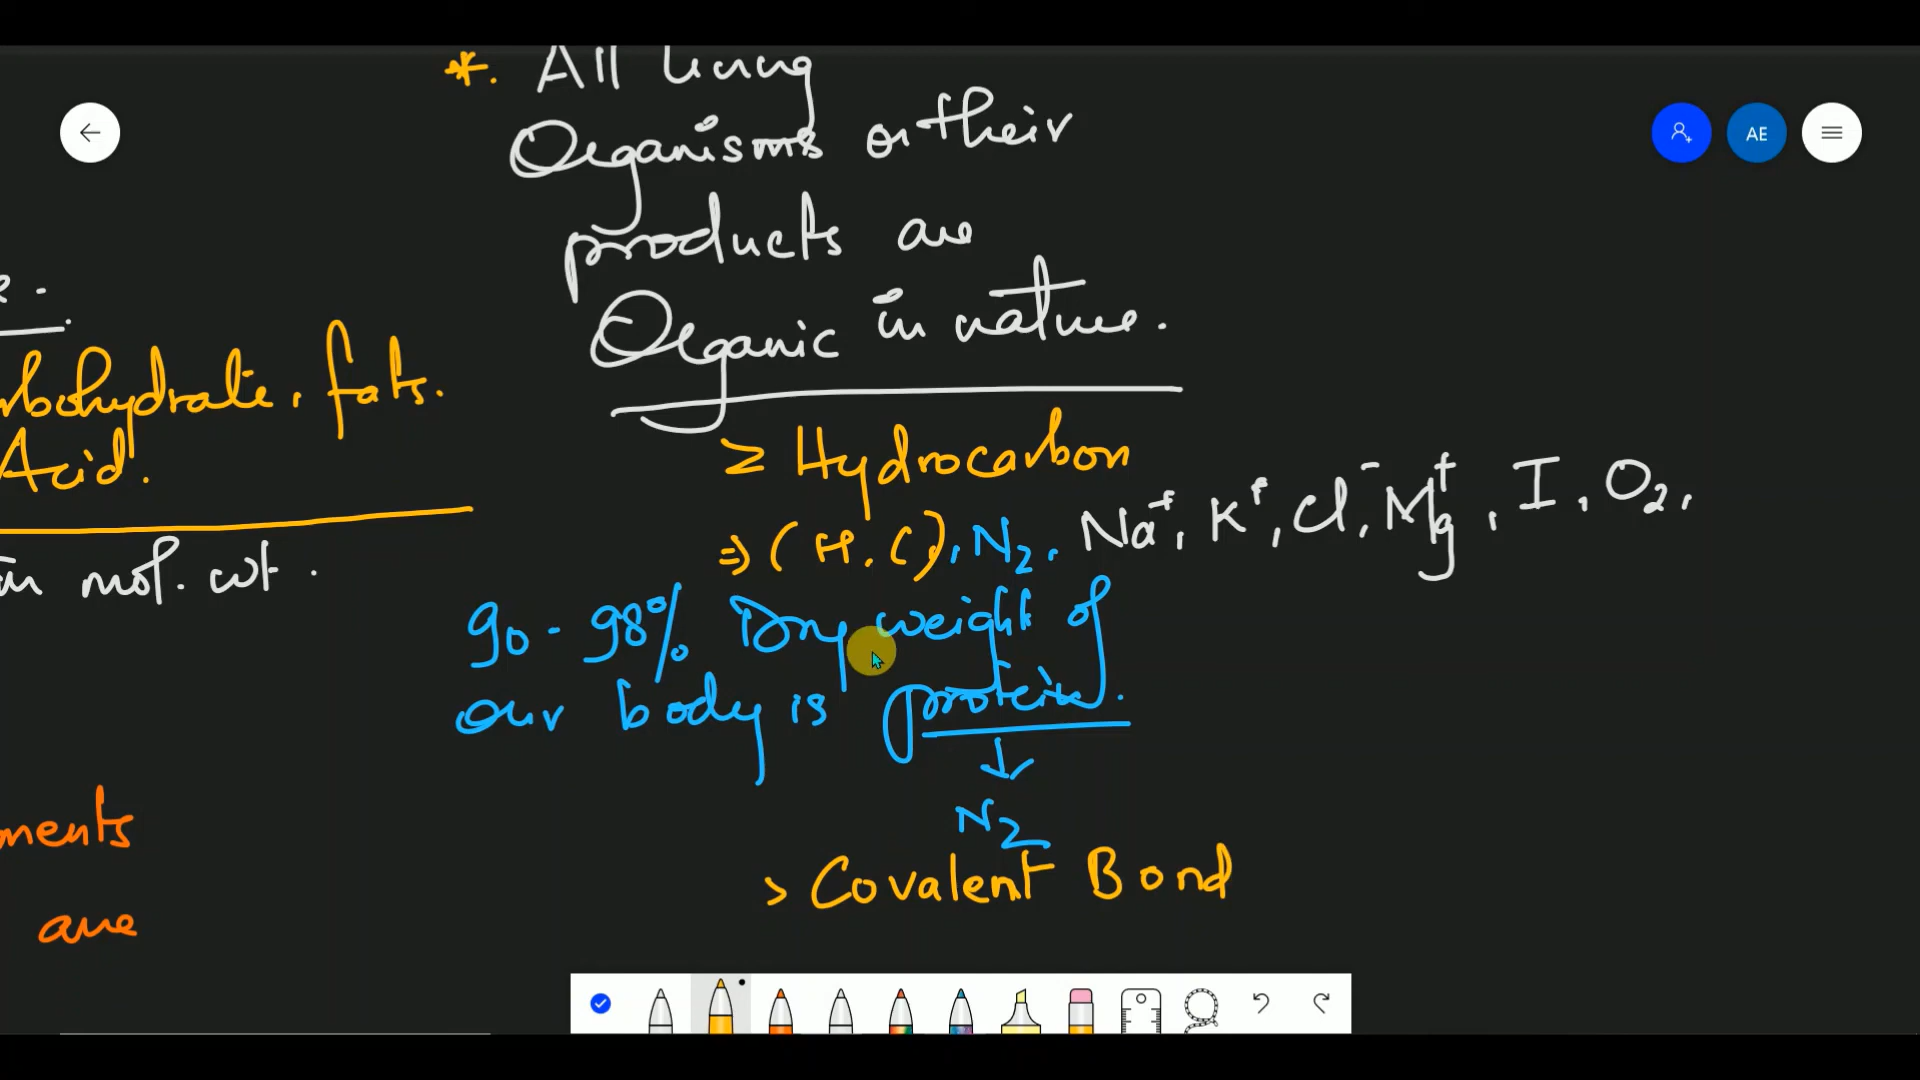 *. All living
Organisms or their
products are
Organic in nature.
e.
rbohydrate, fats.
Acid.
in mol. wt.
≥ Hydrocarbon
⇒ (H, C), N₂, Na⁺, K⁺, Cl⁻, Mg⁺, I, O₂,
90 - 98% Dry weight of
our body is protein.
↓
N₂
> Covalent Bond
ments
are
AE